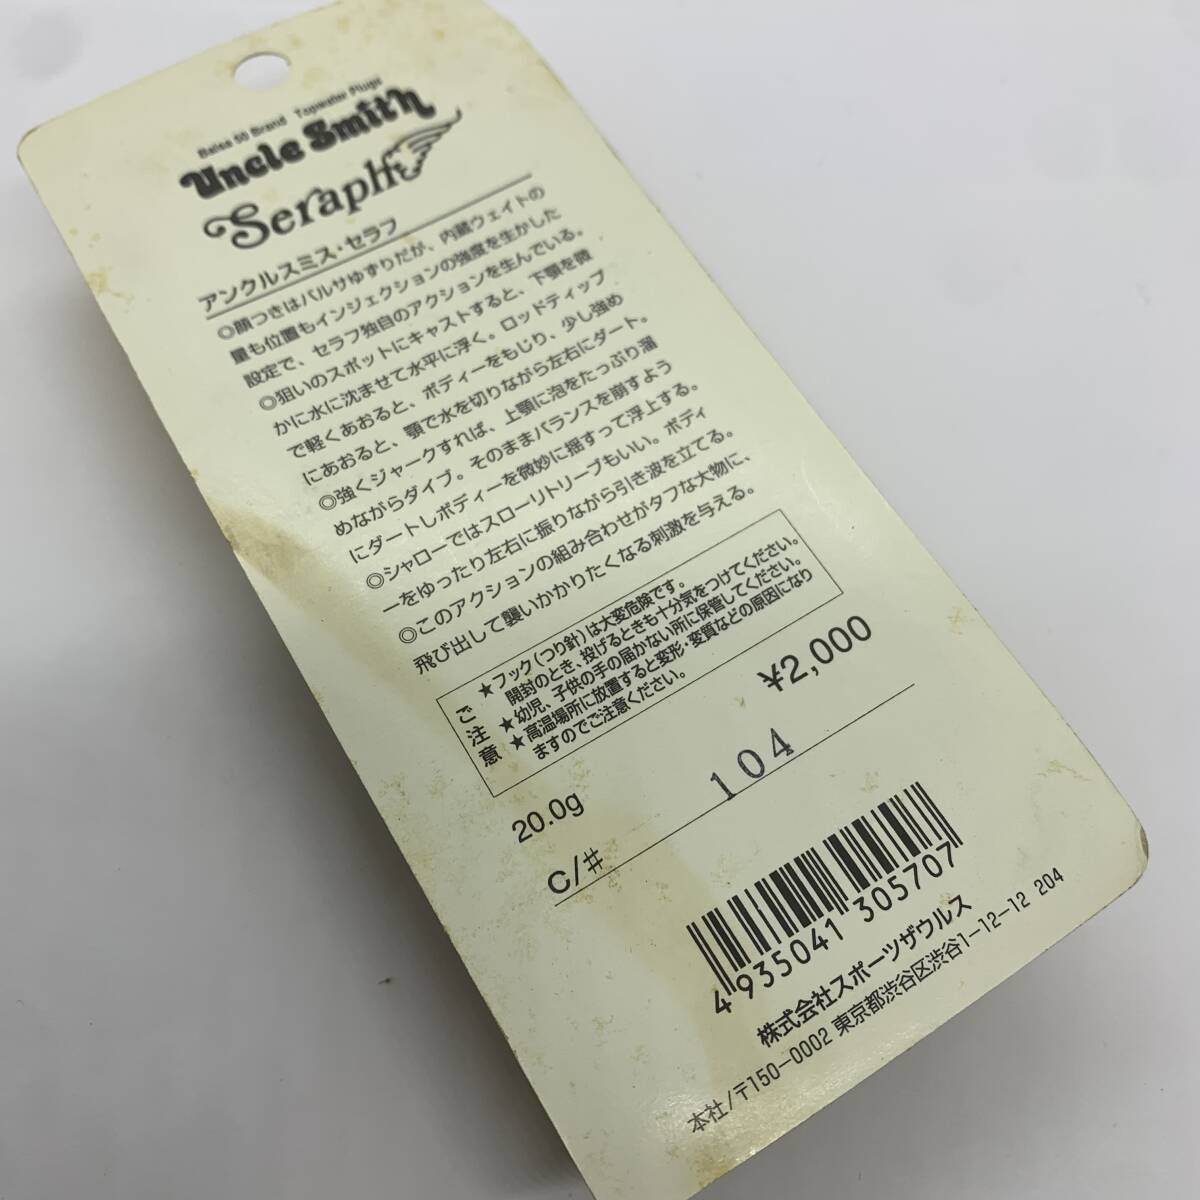 Balsa 50 Brand Topwater Plugs
Uncle Smith
Seraph
アンクルスミス・セラフ
◎顔つきはバルサゆずりだが、内蔵ウェイトの
量も位置もインジェクションの強度を生かした
設定で、セラフ独自のアクションを生んでいる。
◎狙いのスポットにキャストすると、下顎を微
かに水に沈ませて水平に浮く。ロッドティップ
で軽くあおると、ボディーをもじり、少し強め
にあおると、顎で水を切りながら左右にダート。
◎強くジャークすれば、上顎に泡をたっぷり溜
めながらダイブ。そのままバランスを崩すよう
にダートしボディーを微妙に揺すって浮上する。
◎シャローではスローリトリーブもいい。ボディ
ーをゆったり左右に振りながら引き波を立てる。
◎このアクションの組み合わせがタフな大物に、
飛び出して襲いかかりたくなる刺激を与える。
ご注意
★フック(つり針)は大変危険です。
開封のとき、投げるときも十分気をつけてください。
★幼児、子供の手の届かない所に保管してください。
★高温場所に放置すると変形・変質などの原因になり
ますのでご注意ください。
¥2,000
20.0g
C/# 104
4 935041 305707
株式会社スポーツザウルス
本社/〒150-0002 東京都渋谷区渋谷1-12-12 204